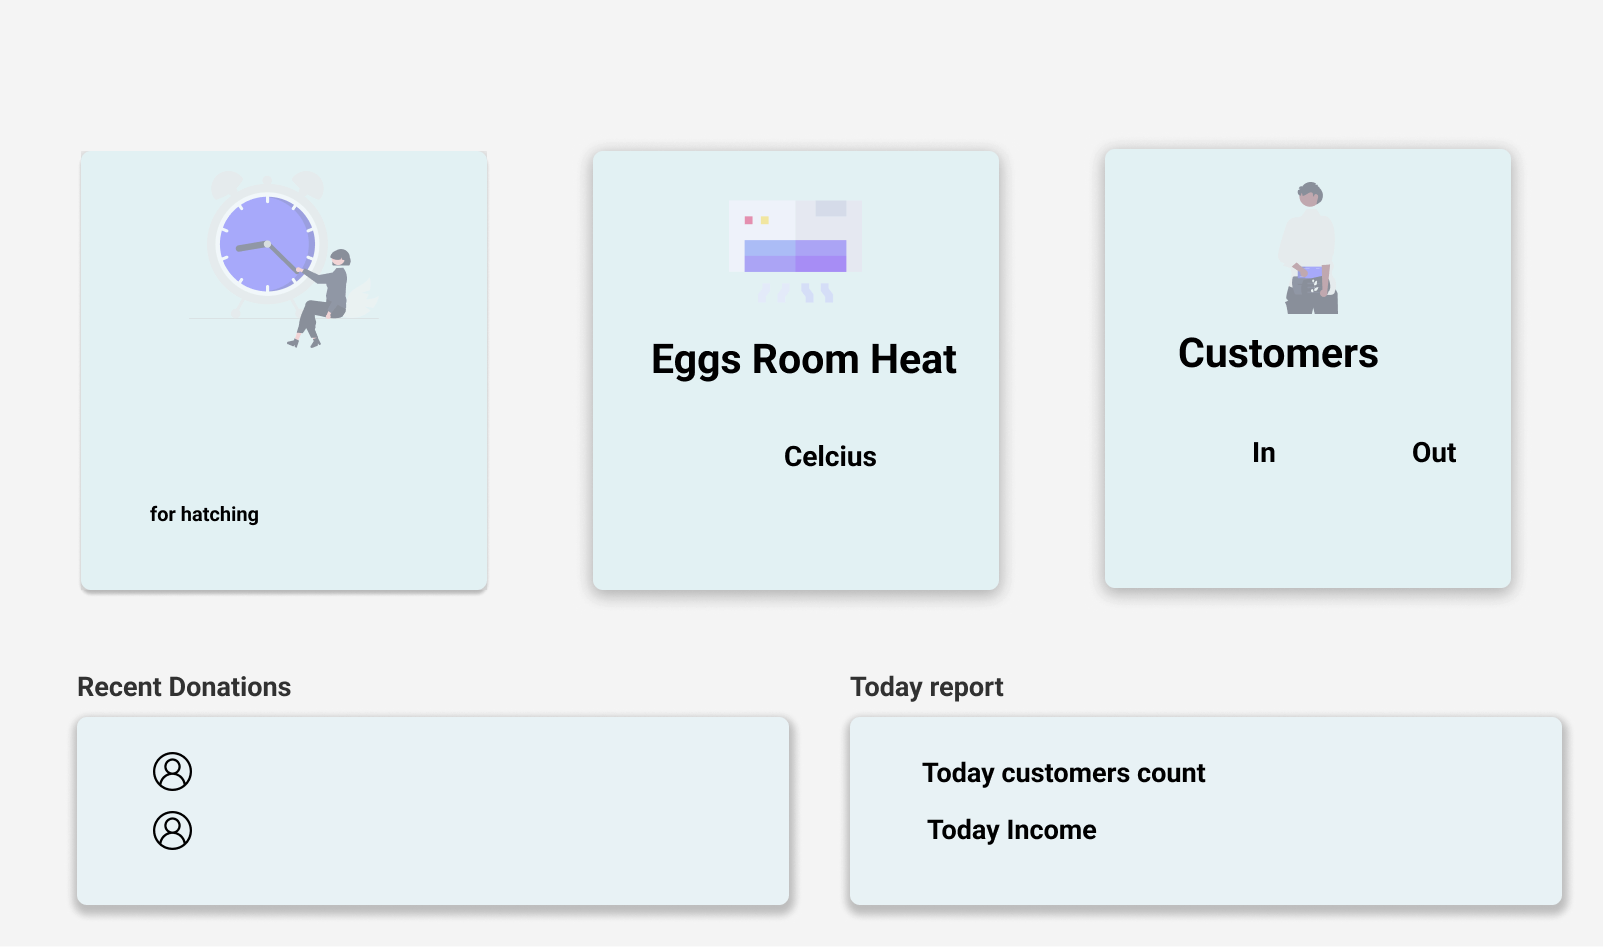 Eggs Room Heat
Customers
Celcius
In
Out
for hatching
Recent Donations
Today report
Today customers count
Today Income